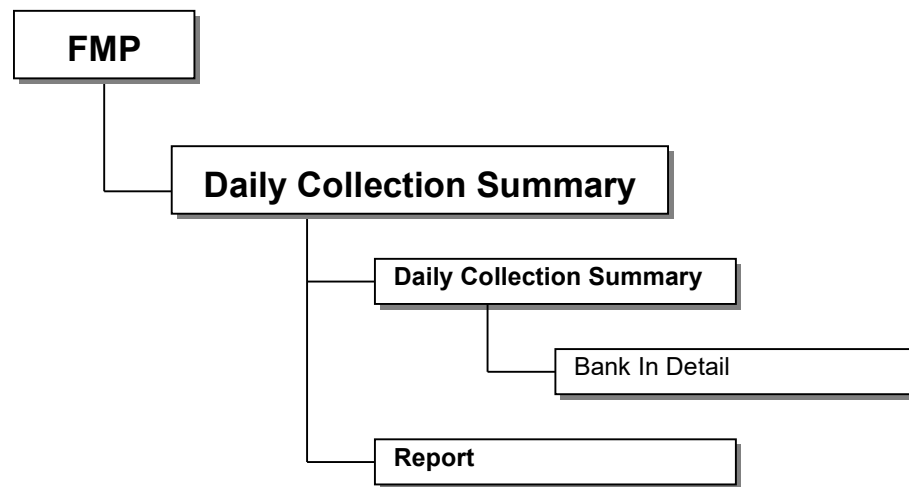 FMP
Daily Collection Summary
Daily Collection Summary
Bank In Detail
Report